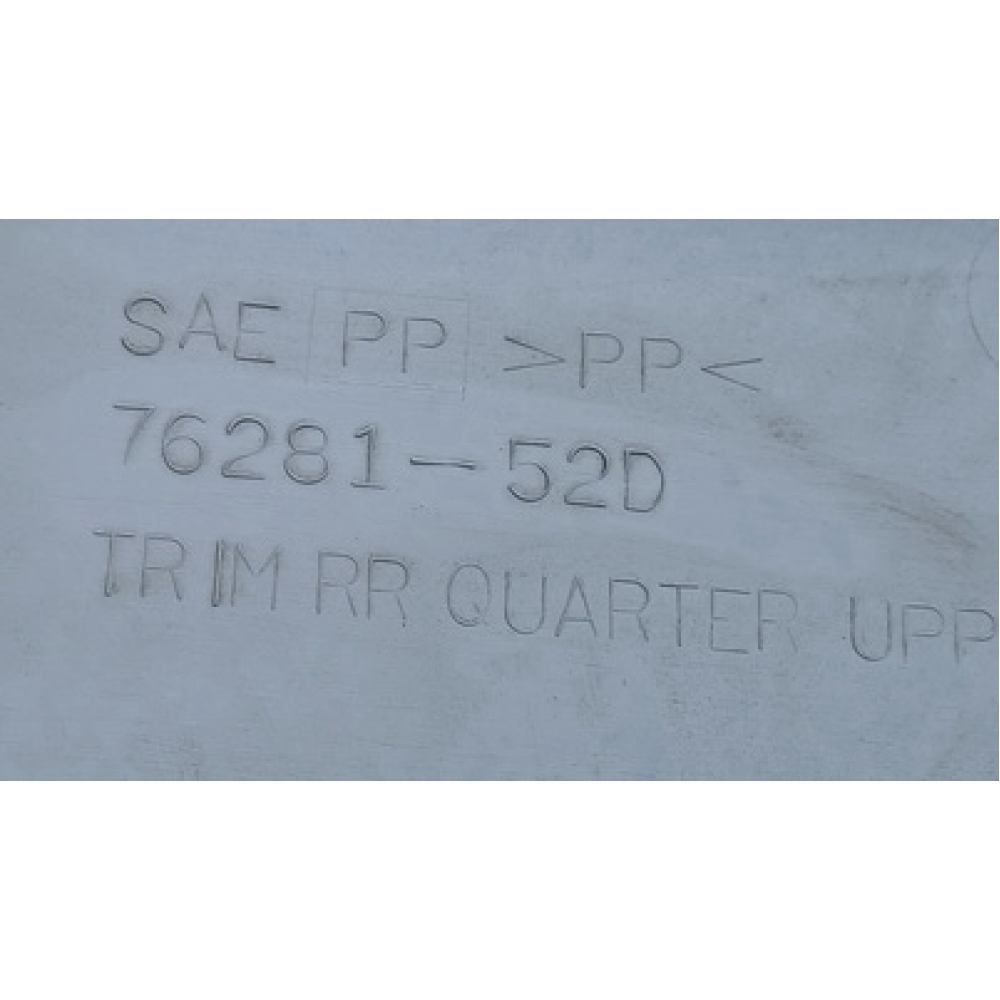 SAE PP >PP<
76281-52D
TRIM RR QUARTER UPP